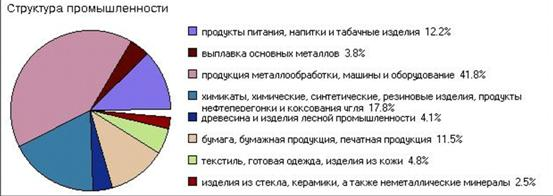 Структура промышленности
продукты питания, напитки и табачные изделия 12.2%
выплавка основных металлов 3.8%
продукция металлообработки, машины и оборудование 41.8%
химикаты, химические, синтетические, резиновые изделия, продукты
нефтеперегонки и коксования чгля 17.8%
древесина и изделия лесной промышленности 4.1%
бумага, бумажная продукция, печатная продукция 11.5%
текстиль, готовая одежда, изделия из кожи 4.8%
изделия из стекла, керамики, а также неметаллические минералы 2.5%